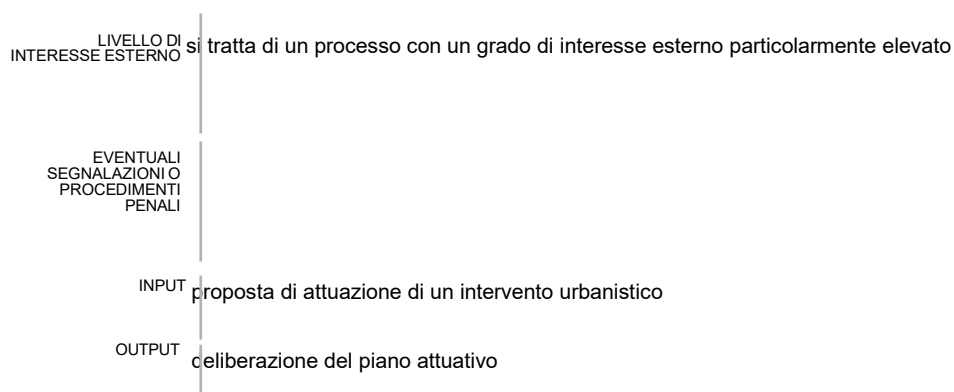 LIVELLO DI
INTERESSE ESTERNO
si tratta di un processo con un grado di interesse esterno particolarmente elevato
EVENTUALI
SEGNALAZIONI O
PROCEDIMENTI
PENALI
INPUT
proposta di attuazione di un intervento urbanistico
OUTPUT
deliberazione del piano attuativo